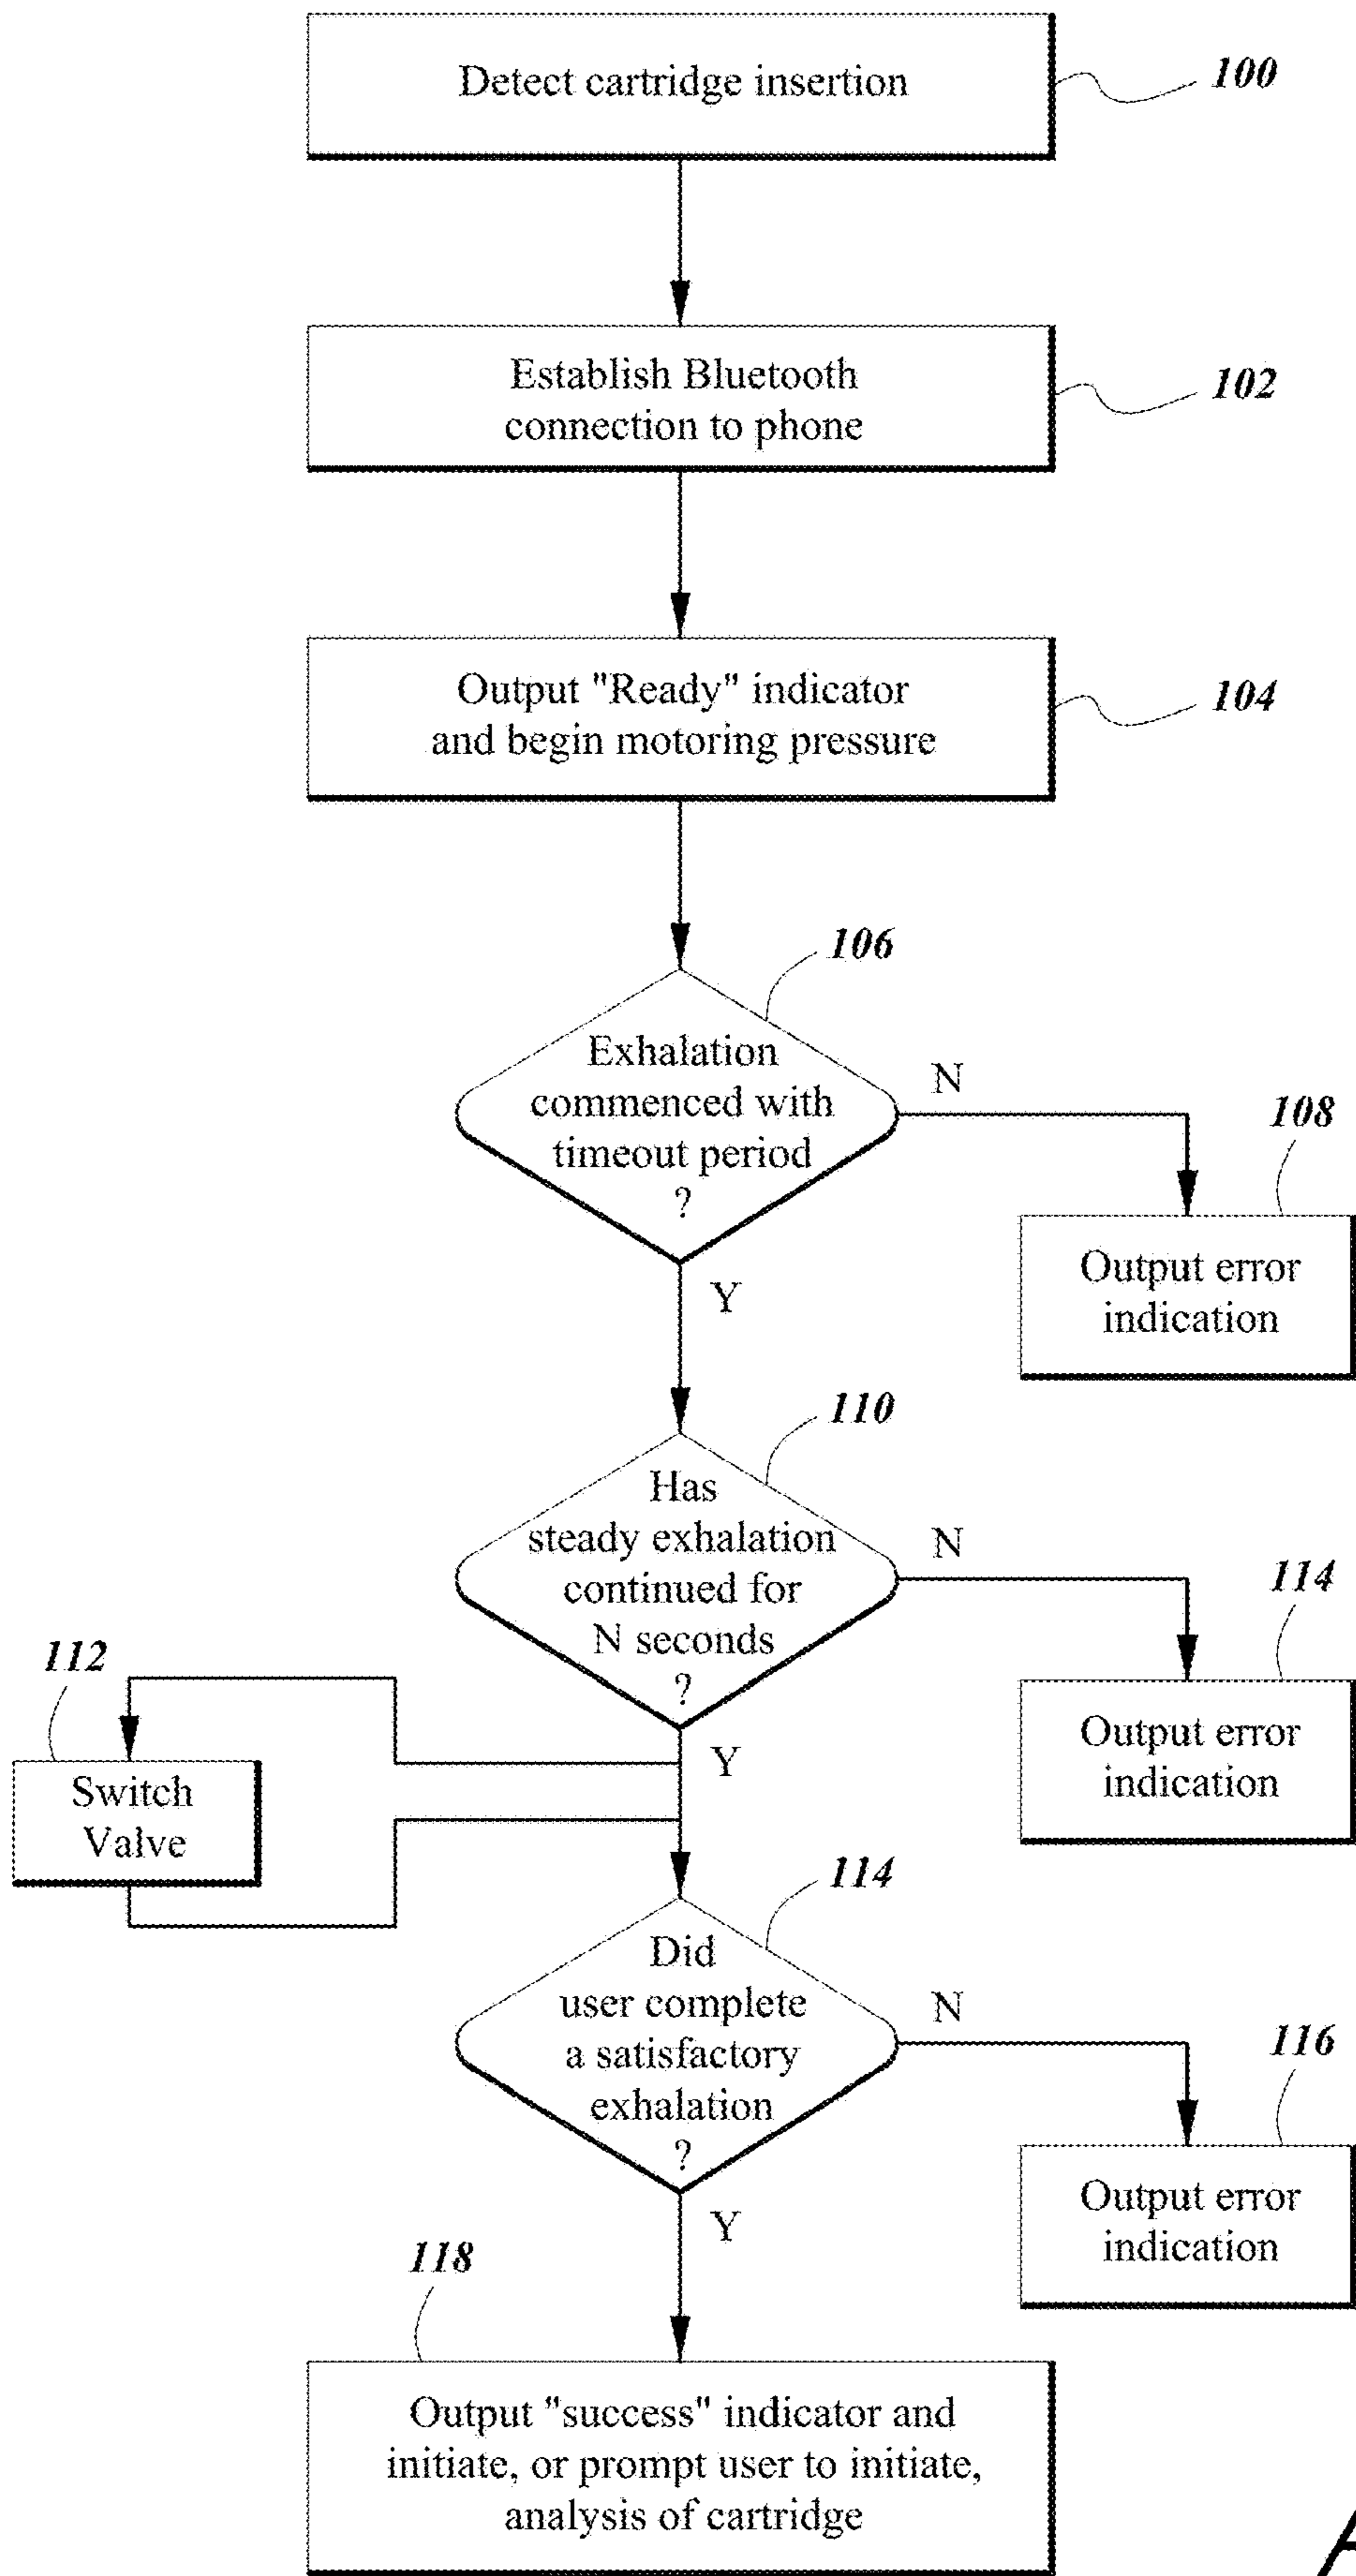 Detect cartridge insertion
100
Establish Bluetooth
connection to phone
102
Output "Ready" indicator
and begin motoring pressure
104
106
Exhalation
commenced with
timeout period
?
N
108
Output error
indication
Y
110
Has
steady exhalation
continued for
N seconds
?
N
114
Output error
indication
112
Switch
Valve
Y
114
Did
user complete
a satisfactory
exhalation
?
N
116
Output error
indication
Y
118
Output "success" indicator and
initiate, or prompt user to initiate,
analysis of cartridge